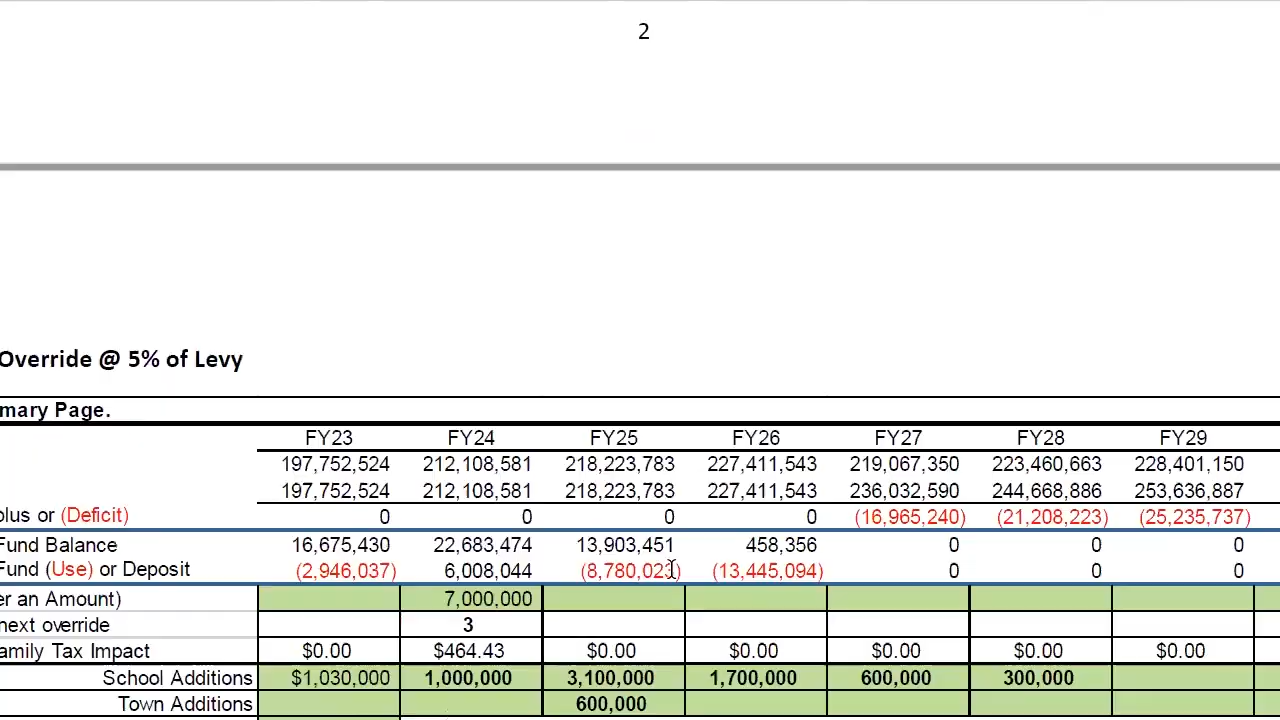 2
Override @ 5% of Levy
mary Page.
FY23 FY24 FY25 FY26 FY27 FY28 FY29
197,752,524 212,108,581 218,223,783 227,411,543 219,067,350 223,460,663 228,401,150
197,752,524 212,108,581 218,223,783 227,411,543 236,032,590 244,668,886 253,636,887
plus or (Deficit) 0 0 0 0 (16,965,240) (21,208,223) (25,235,737)
Fund Balance 16,675,430 22,683,474 13,903,451 458,356 0 0 0
Fund (Use) or Deposit (2,946,037) 6,008,044 (8,780,023) (13,445,094) 0 0 0
er an Amount) 7,000,000
next override 3
amily Tax Impact $0.00 $464.43 $0.00 $0.00 $0.00 $0.00 $0.00
School Additions $1,030,000 1,000,000 3,100,000 1,700,000 600,000 300,000
Town Additions 600,000